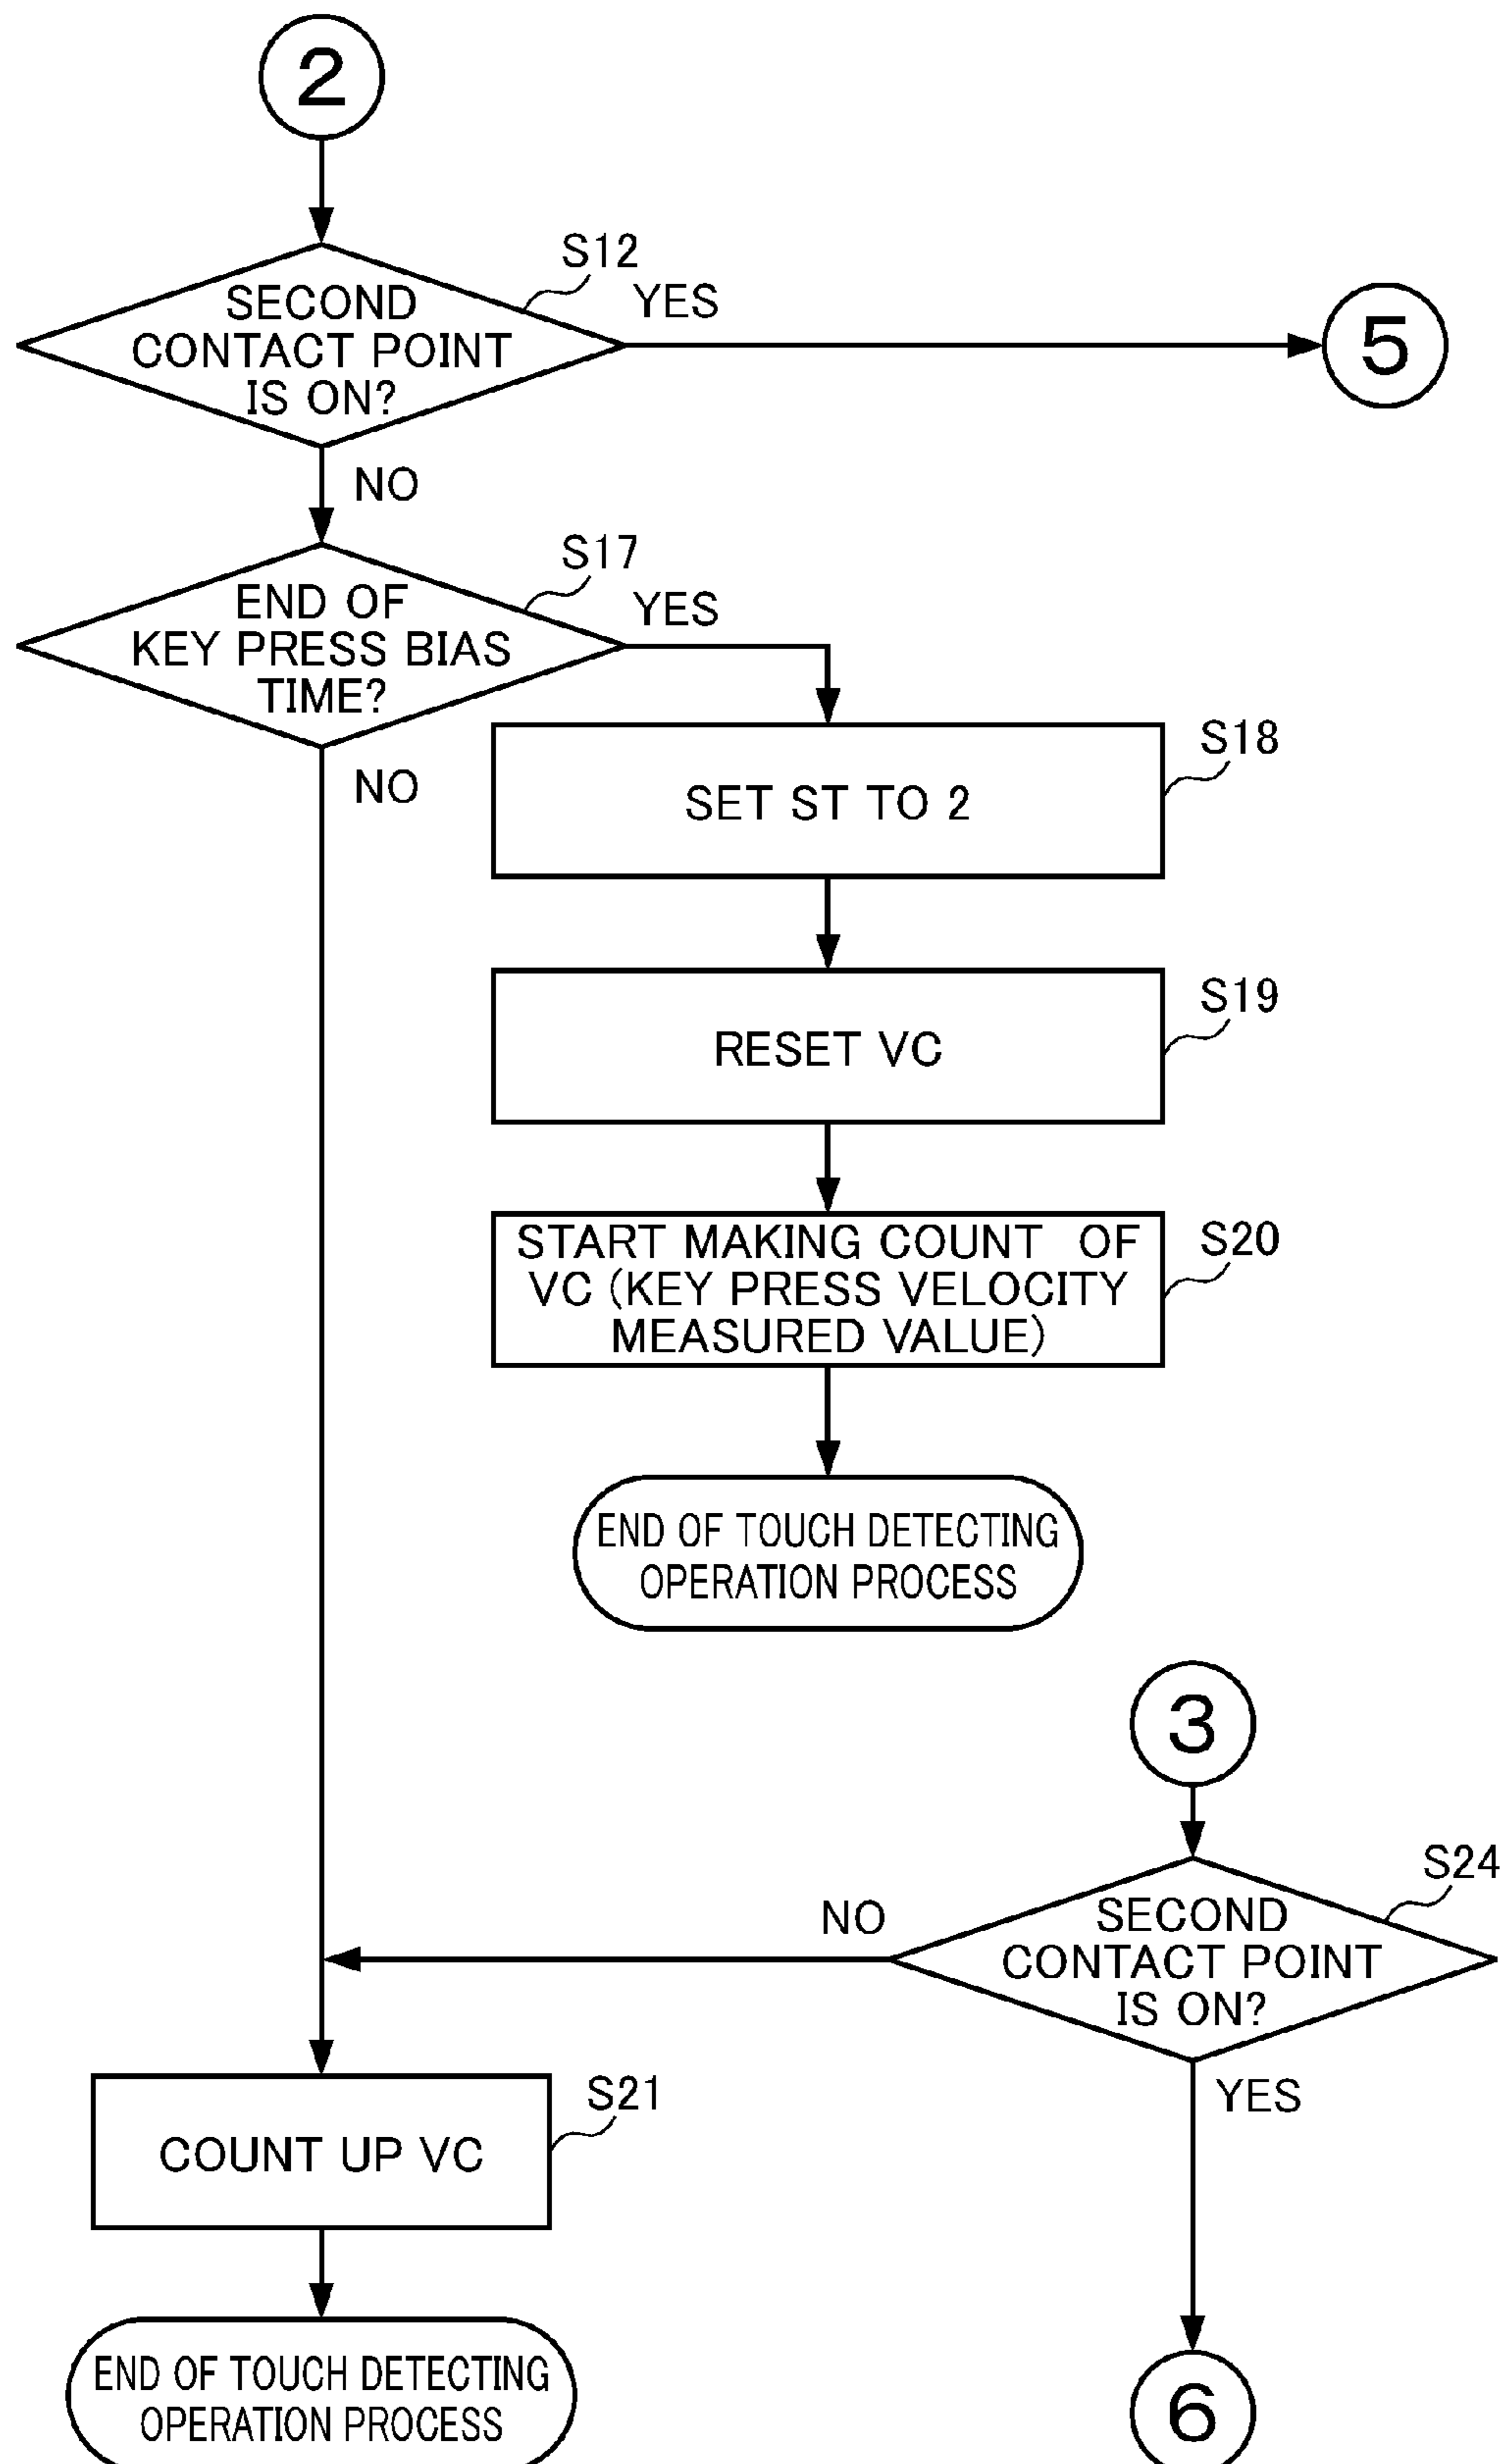 2
S12
SECOND
CONTACT POINT
IS ON?
YES
5
NO
S17
END OF
KEY PRESS BIAS
TIME?
YES
NO
S18
SET ST TO 2
S19
RESET VC
S20
START MAKING COUNT OF
VC (KEY PRESS VELOCITY
MEASURED VALUE)
END OF TOUCH DETECTING
OPERATION PROCESS
3
S24
SECOND
CONTACT POINT
IS ON?
NO
YES
S21
COUNT UP VC
END OF TOUCH DETECTING
OPERATION PROCESS
6